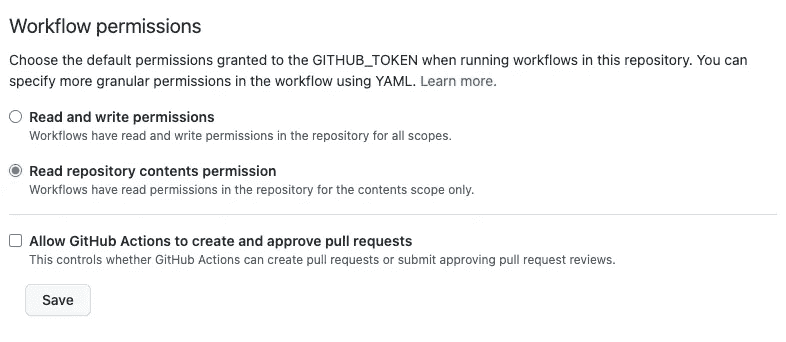 Workflow permissions
Choose the default permissions granted to the GITHUB_TOKEN when running workflows in this repository. You can
specify more granular permissions in the workflow using YAML. Learn more.
Read and write permissions
Workflows have read and write permissions in the repository for all scopes.
Read repository contents permission
Workflows have read permissions in the repository for the contents scope only.
Allow GitHub Actions to create and approve pull requests
This controls whether GitHub Actions can create pull requests or submit approving pull request reviews.
Save